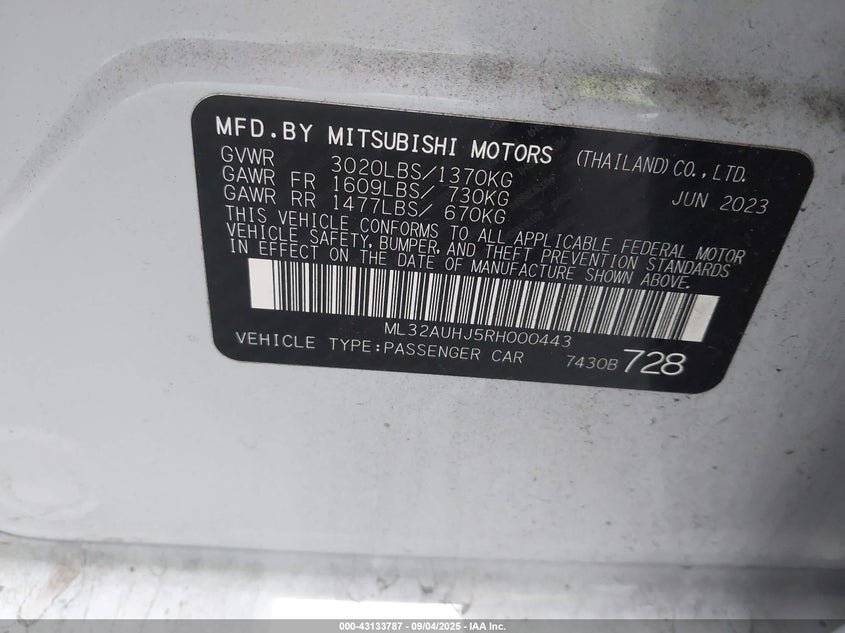 MFD.BY MITSUBISHI MOTORS (THAILAND)CO.,LTD.
GVWR 3020LBS/1370KG JUN 2023
GAWR FR 1609LBS/ 730KG
GAWR RR 1477LBS/ 670KG
THIS VEHICLE CONFORMS TO ALL APPLICABLE FEDERAL MOTOR
VEHICLE SAFETY, BUMPER, AND THEFT PREVENTION STANDARDS
IN EFFECT ON THE DATE OF MANUFACTURE SHOWN ABOVE.
ML32AUHJ5RH000443
VEHICLE TYPE:PASSENGER CAR 7430B 728
000-43133787 - 09/04/2025 - IAA Inc.